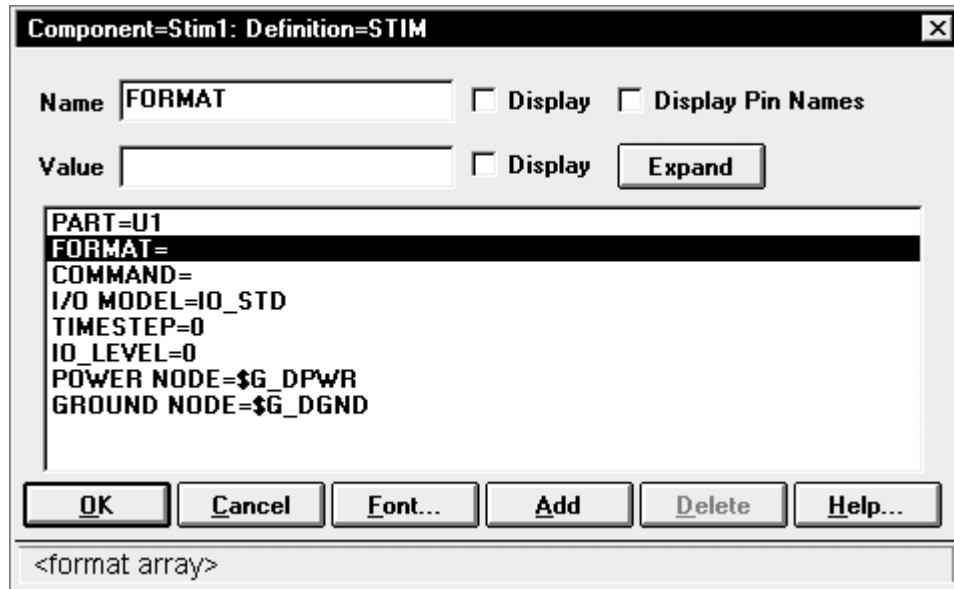 Component=Stim1: Definition=STIM
Name FORMAT Display Display Pin Names
Value Display Expand
PART=U1
FORMAT=
COMMAND=
I/O MODEL=IO_STD
TIMESTEP=0
IO_LEVEL=0
POWER NODE=$G_DPWR
GROUND NODE=$G_DGND
OK Cancel Font... Add Delete Help...
<format array>